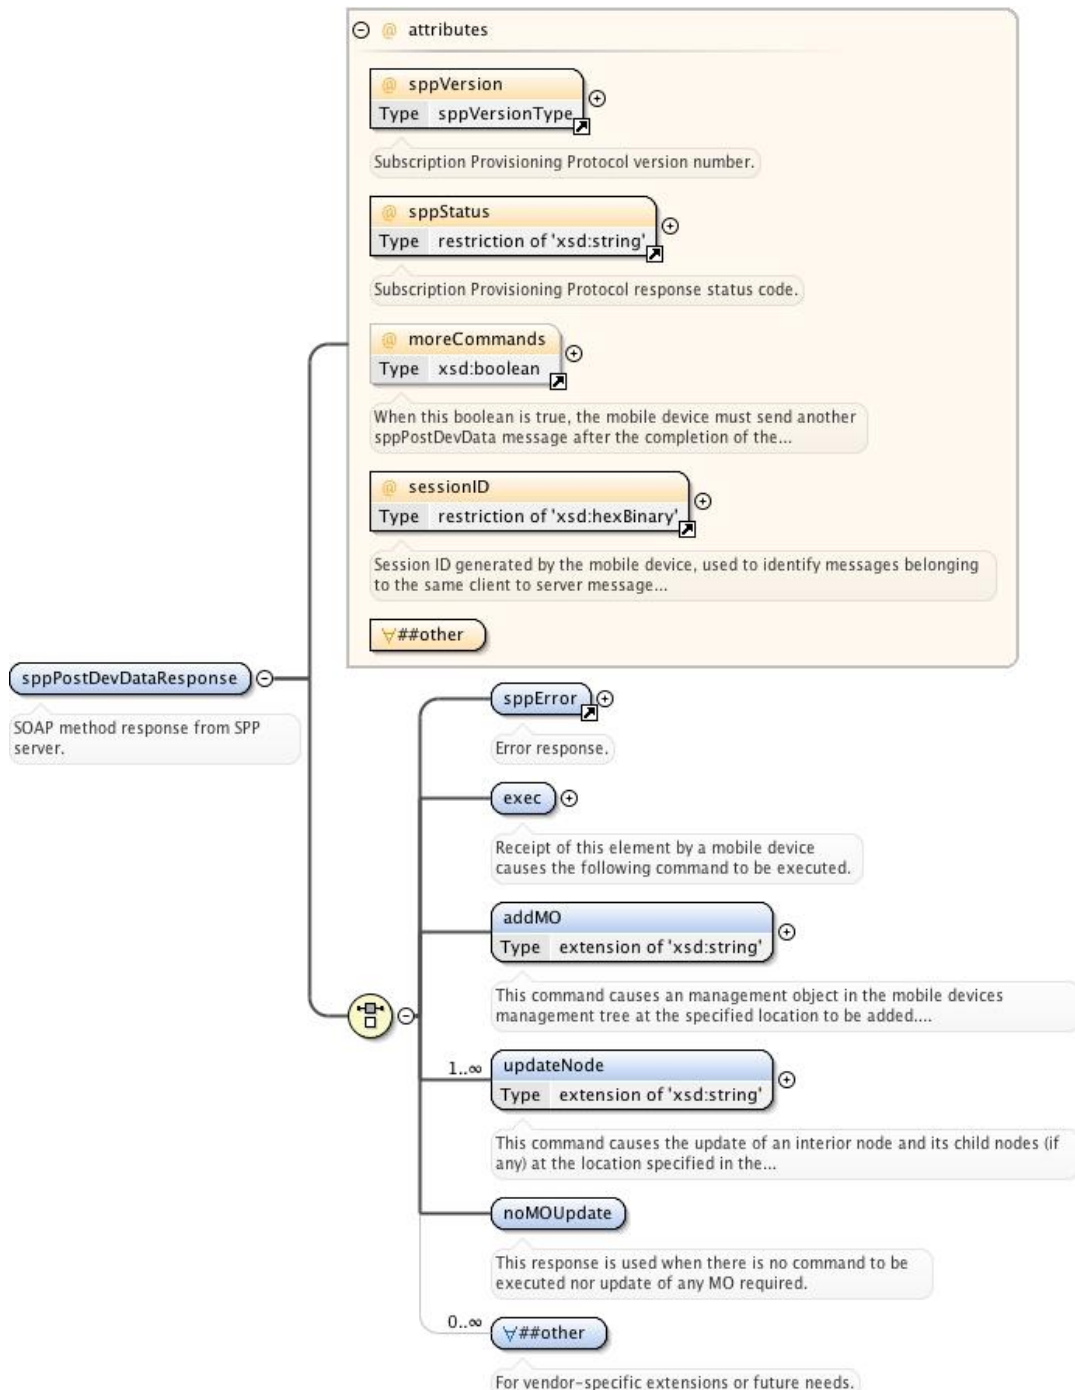 @ attributes
@ sppVersion
Type sppVersionType
Subscription Provisioning Protocol version number.
@ sppStatus
Type restriction of 'xsd:string'
Subscription Provisioning Protocol response status code.
@ moreCommands
Type xsd:boolean
When this boolean is true, the mobile device must send another
sppPostDevData message after the completion of the...
@ sessionID
Type restriction of 'xsd:hexBinary'
Session ID generated by the mobile device, used to identify messages belonging
to the same client to server message...
∀##other
sppPostDevDataResponse
SOAP method response from SPP
server.
sppError
Error response.
exec
Receipt of this element by a mobile device
causes the following command to be executed.
addMO
Type extension of 'xsd:string'
This command causes an management object in the mobile devices
management tree at the specified location to be added....
1..∞ updateNode
Type extension of 'xsd:string'
This command causes the update of an interior node and its child nodes (if
any) at the location specified in the...
noMOUpdate
This response is used when there is no command to be
executed nor update of any MO required.
0..∞ ∀##other
For vendor-specific extensions or future needs.